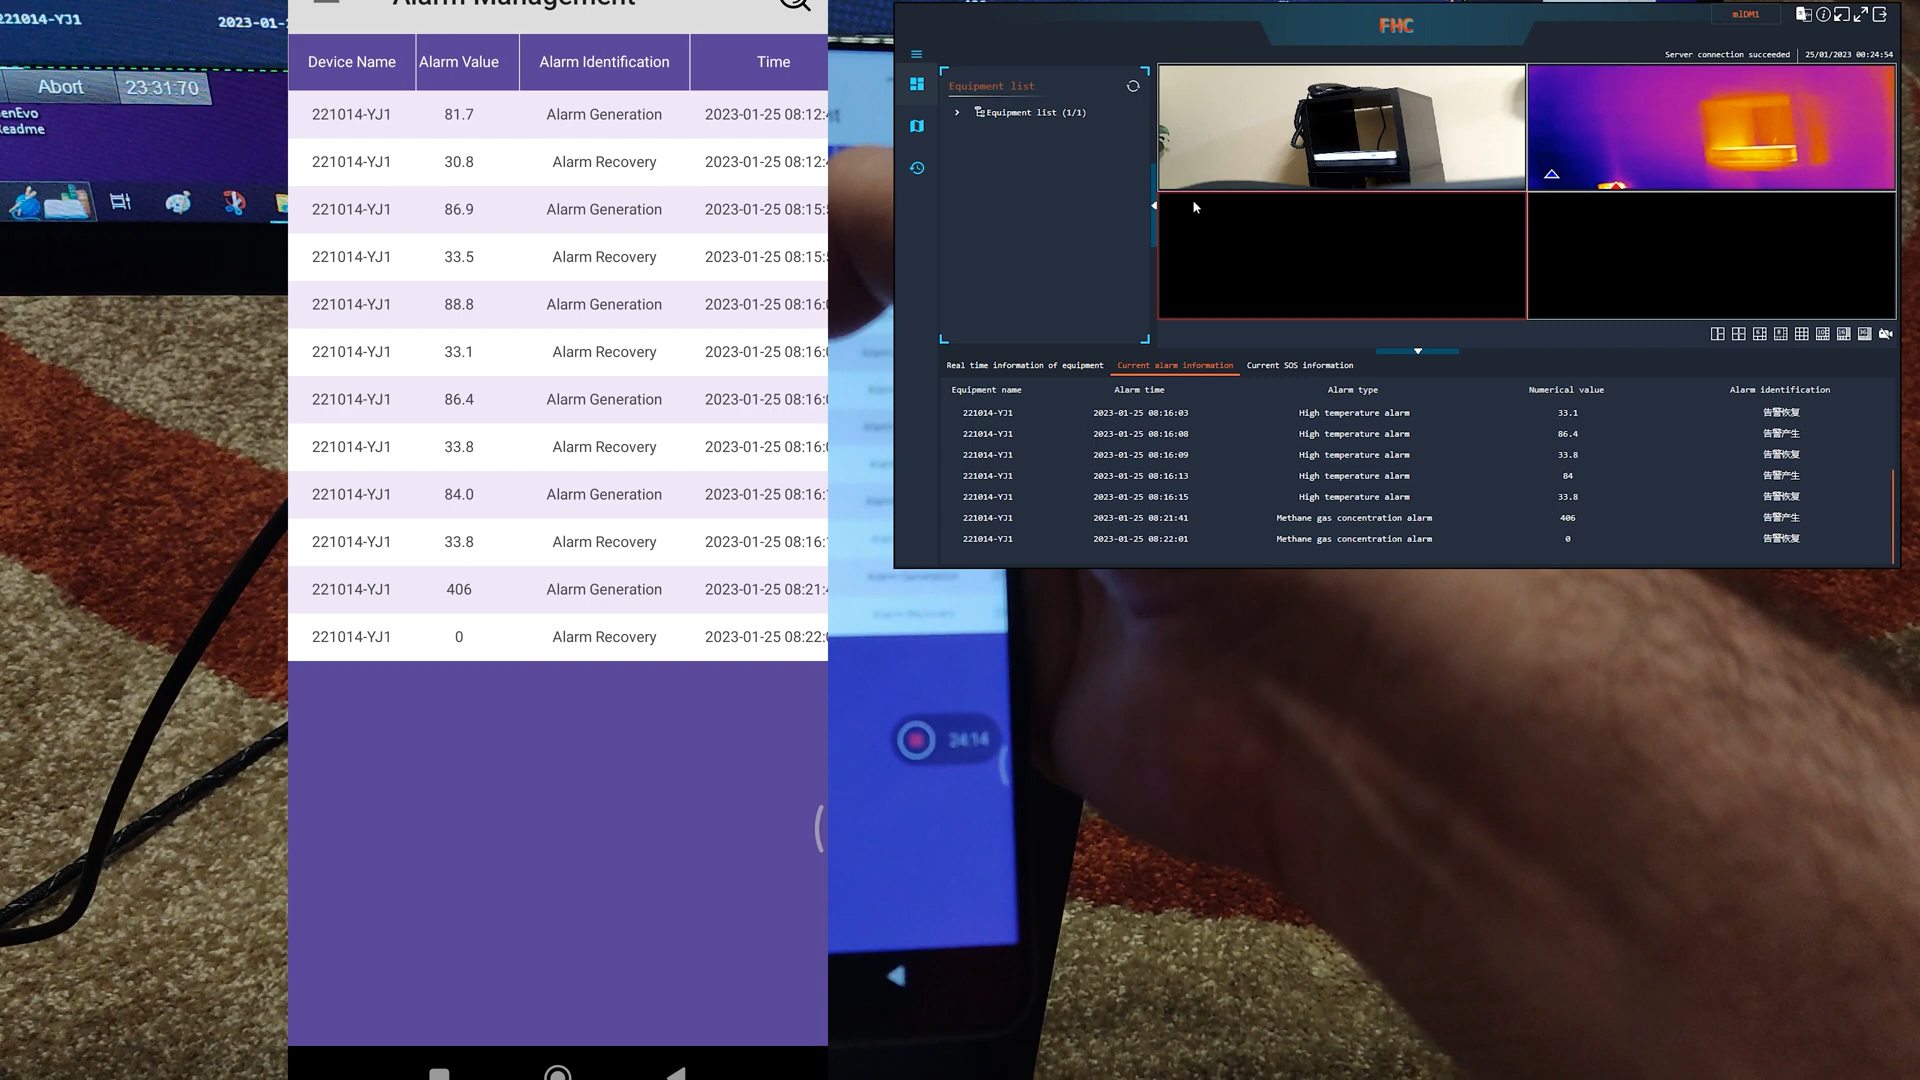 221014-YJ1
2023-01-
Abort
23:31:70
enEvo
Readme
Alarm Management
Device Name Alarm Value Alarm Identification Time
221014-YJ1 81.7 Alarm Generation 2023-01-25 08:12:
221014-YJ1 30.8 Alarm Recovery 2023-01-25 08:12:
221014-YJ1 86.9 Alarm Generation 2023-01-25 08:15:
221014-YJ1 33.5 Alarm Recovery 2023-01-25 08:15:
221014-YJ1 88.8 Alarm Generation 2023-01-25 08:16:
221014-YJ1 33.1 Alarm Recovery 2023-01-25 08:16:
221014-YJ1 86.4 Alarm Generation 2023-01-25 08:16:
221014-YJ1 33.8 Alarm Recovery 2023-01-25 08:16:
221014-YJ1 84.0 Alarm Generation 2023-01-25 08:16:
221014-YJ1 33.8 Alarm Recovery 2023-01-25 08:16:
221014-YJ1 406 Alarm Generation 2023-01-25 08:21:
221014-YJ1 0 Alarm Recovery 2023-01-25 08:22:
FHC
mlDM1
Server connection succeeded 25/01/2023 00:24:54
Equipment list
Equipment list (1/1)
Real time information of equipment Current alarm information Current SOS information
Equipment name Alarm time Alarm type Numerical value Alarm identification
221014-YJ1 2023-01-25 08:16:03 High temperature alarm 33.1 告警恢复
221014-YJ1 2023-01-25 08:16:08 High temperature alarm 86.4 告警产生
221014-YJ1 2023-01-25 08:16:09 High temperature alarm 33.8 告警恢复
221014-YJ1 2023-01-25 08:16:13 High temperature alarm 84 告警产生
221014-YJ1 2023-01-25 08:16:15 High temperature alarm 33.8 告警恢复
221014-YJ1 2023-01-25 08:21:41 Methane gas concentration alarm 406 告警产生
221014-YJ1 2023-01-25 08:22:01 Methane gas concentration alarm 0 告警恢复
24:14